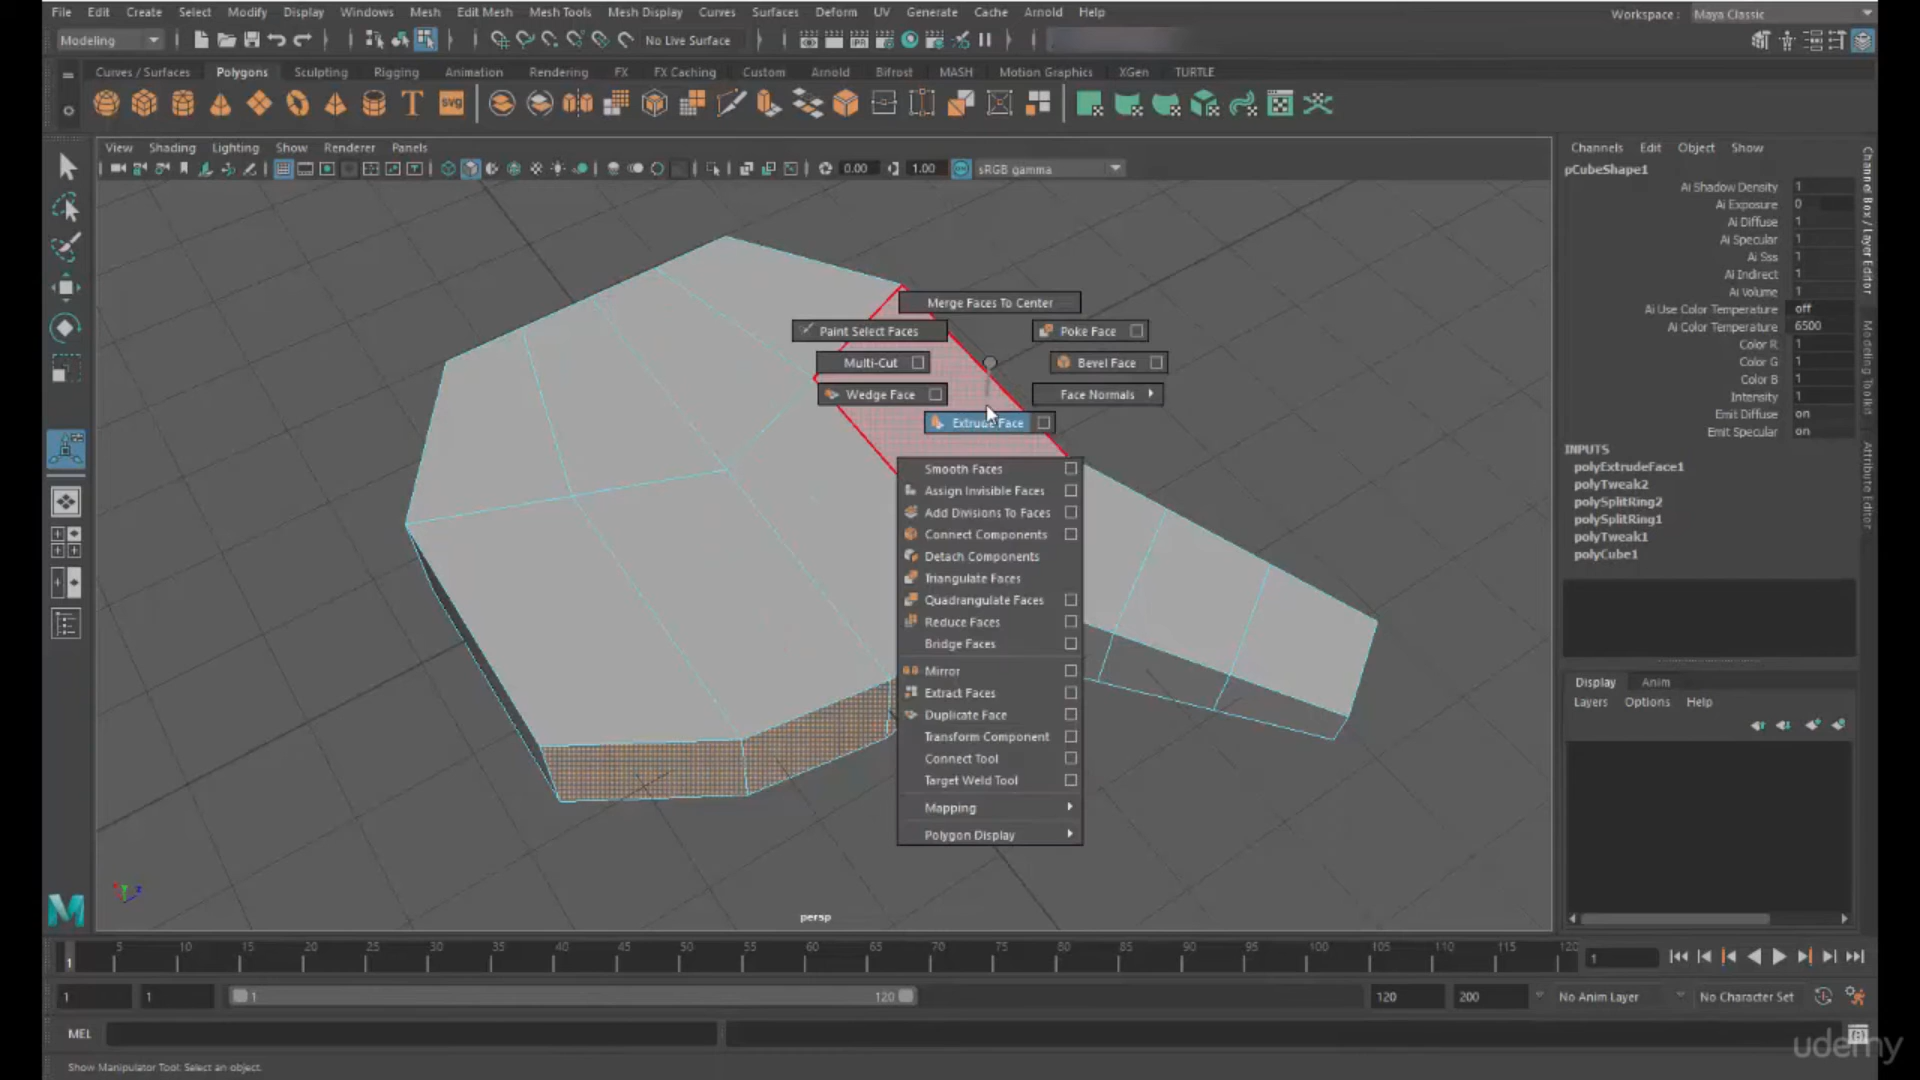 File Edit Create Select Modify Display Windows Mesh Edit Mesh Mesh Tools Mesh Display Curves Surfaces Deform UV Generate Cache Arnold Help Workspace : Maya Classic
Modeling No Live Surface
Curves / Surfaces Polygons Sculpting Rigging Animation Rendering FX FX Caching Custom Arnold Bifrost MASH Motion Graphics XGen TURTLE
T SVG
View Shading Lighting Show Renderer Panels
0.00 1.00 sRGB gamma
Channels Edit Object Show
pCubeShape1
Ai Shadow Density 1
Ai Exposure 0
Ai Diffuse 1
Ai Specular 1
Ai Sss 1
Ai Indirect 1
Ai Volume 1
Ai Use Color Temperature off
Ai Color Temperature 6500
Color R 1
Color G 1
Color B 1
Intensity 1
Emit Diffuse on
Emit Specular on
INPUTS
polyExtrudeFace1
polyTweak2
polySplitRing2
polySplitRing1
polyTweak1
polyCube1
Channel Box / Layer Editor
Modeling Toolkit
Attribute Editor
Merge Faces To Center
Paint Select Faces
Poke Face
Multi-Cut
Bevel Face
Wedge Face
Face Normals
Extrude Face
Smooth Faces
Assign Invisible Faces
Add Divisions To Faces
Connect Components
Detach Components
Triangulate Faces
Quadrangulate Faces
Reduce Faces
Bridge Faces
Mirror
Extract Faces
Duplicate Face
Transform Component
Connect Tool
Target Weld Tool
Mapping
Polygon Display
persp
Display Anim
Layers Options Help
5 10 15 20 25 30 35 40 45 50 55 60 65 70 75 80 85 90 95 100 105 110 115 120
1 1
1 1 1 120 120 200 No Anim Layer No Character Set
MEL
Show Manipulator Tool. Select an object.
udemy